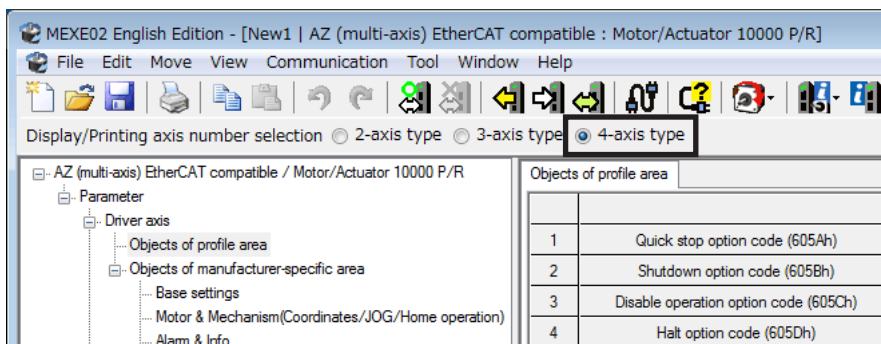 MEXE02 English Edition - [New1 | AZ (multi-axis) EtherCAT compatible : Motor/Actuator 10000 P/R]
File Edit Move View Communication Tool Window Help
Display/Printing axis number selection 2-axis type 3-axis type 4-axis type
AZ (multi-axis) EtherCAT compatible / Motor/Actuator 10000 P/R
Parameter
Driver axis
Objects of profile area
Objects of manufacturer-specific area
Base settings
Motor & Mechanism(Coordinates/JOG/Home operation)
Alarm & Info
Objects of profile area
1 Quick stop option code (605Ah)
2 Shutdown option code (605Bh)
3 Disable operation option code (605Ch)
4 Halt option code (605Dh)